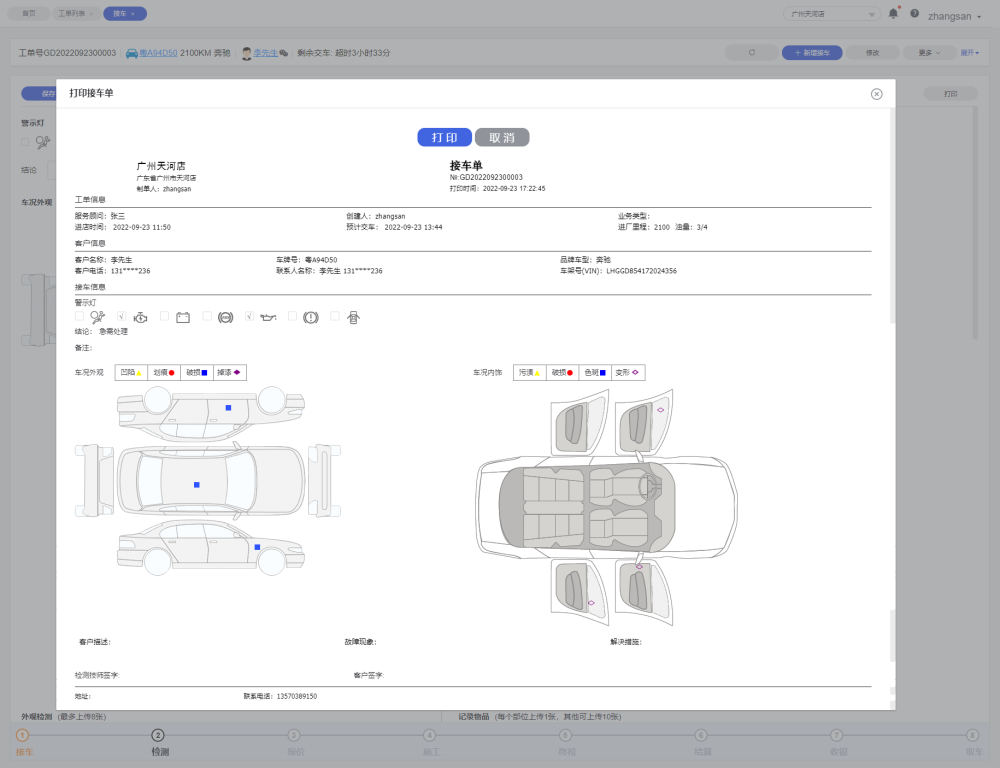 首页 工单列表 接车 广州天河店 zhangsan
工单号GD2022092300003 粤A94D50 2100KM 奔驰 李先生 剩余交车: 超时3小时33分 + 新增接车 修改 更多 展开
保存 打印接车单 打印
警示灯
结论
车况外观
打 印 取 消
广州天河店 接车单
广东省广州市天河店 №:GD2022092300003
制单人: zhangsan 打印时间: 2022-09-23 17:22:45
工单信息
服务顾问: 张三 创建人: zhangsan 业务类型:
进店时间: 2022-09-23 11:50 预计交车: 2022-09-23 13:44 进厂里程: 2100 油量: 3/4
客户信息
客户名称: 李先生 车牌号: 粤A94D50 品牌车型: 奔驰
客户电话: 131****236 联系人名称: 李先生 131****236 车架号(VIN): LHGGD854172024356
接车信息
警示灯
结论: 急需处理
备注:
车况外观 凹陷 划痕 破损 掉漆 车况内饰 污渍 破损 色斑 变形
客户描述: 故障现象: 解决措施:
检测技师签字: 客户签字:
地址: 联系电话: 13570389150
外观检测 (最多上传8张) 记录物品 (每个部位上传1张, 其他可上传10张)
1 2 3 4 5 6 7 8
接车 检测 报价 施工 终检 结算 收银 取车